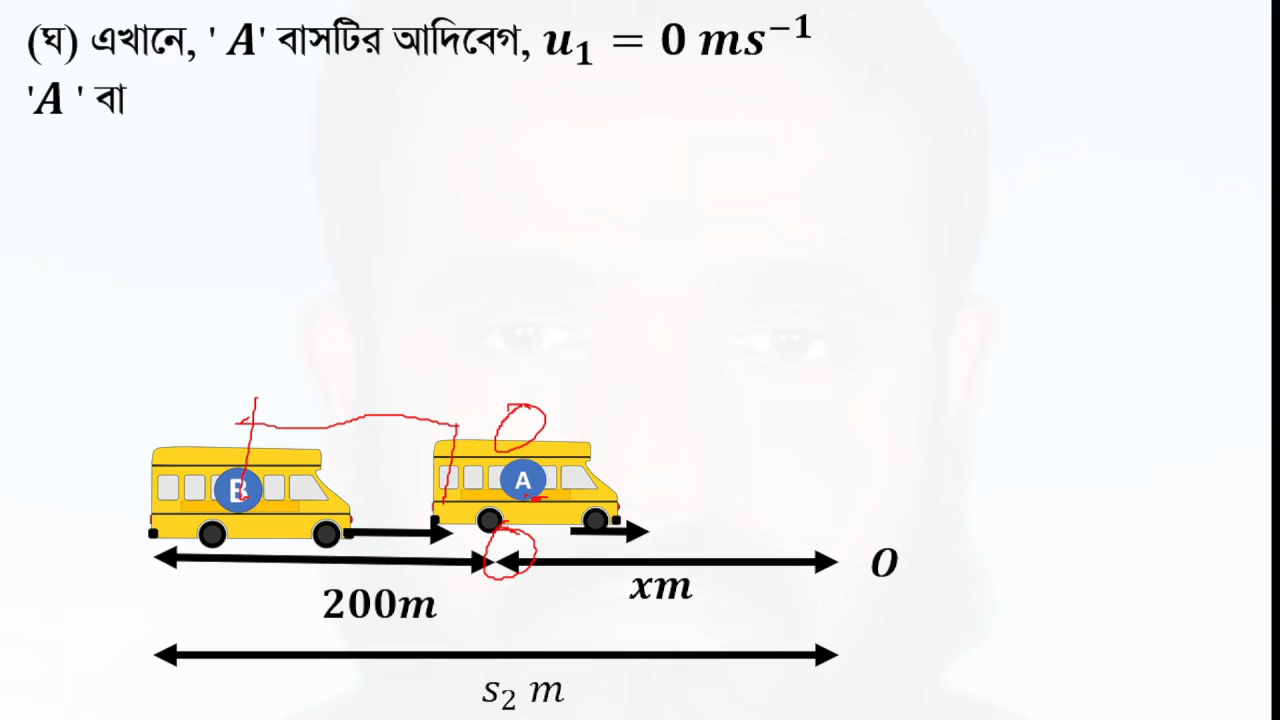 (ঘ) এখানে, ' A' বাসটির আদিবেগ, u₁ = 0 ms⁻¹
'A ' বা
B
A
200m
xm
O
s₂ m